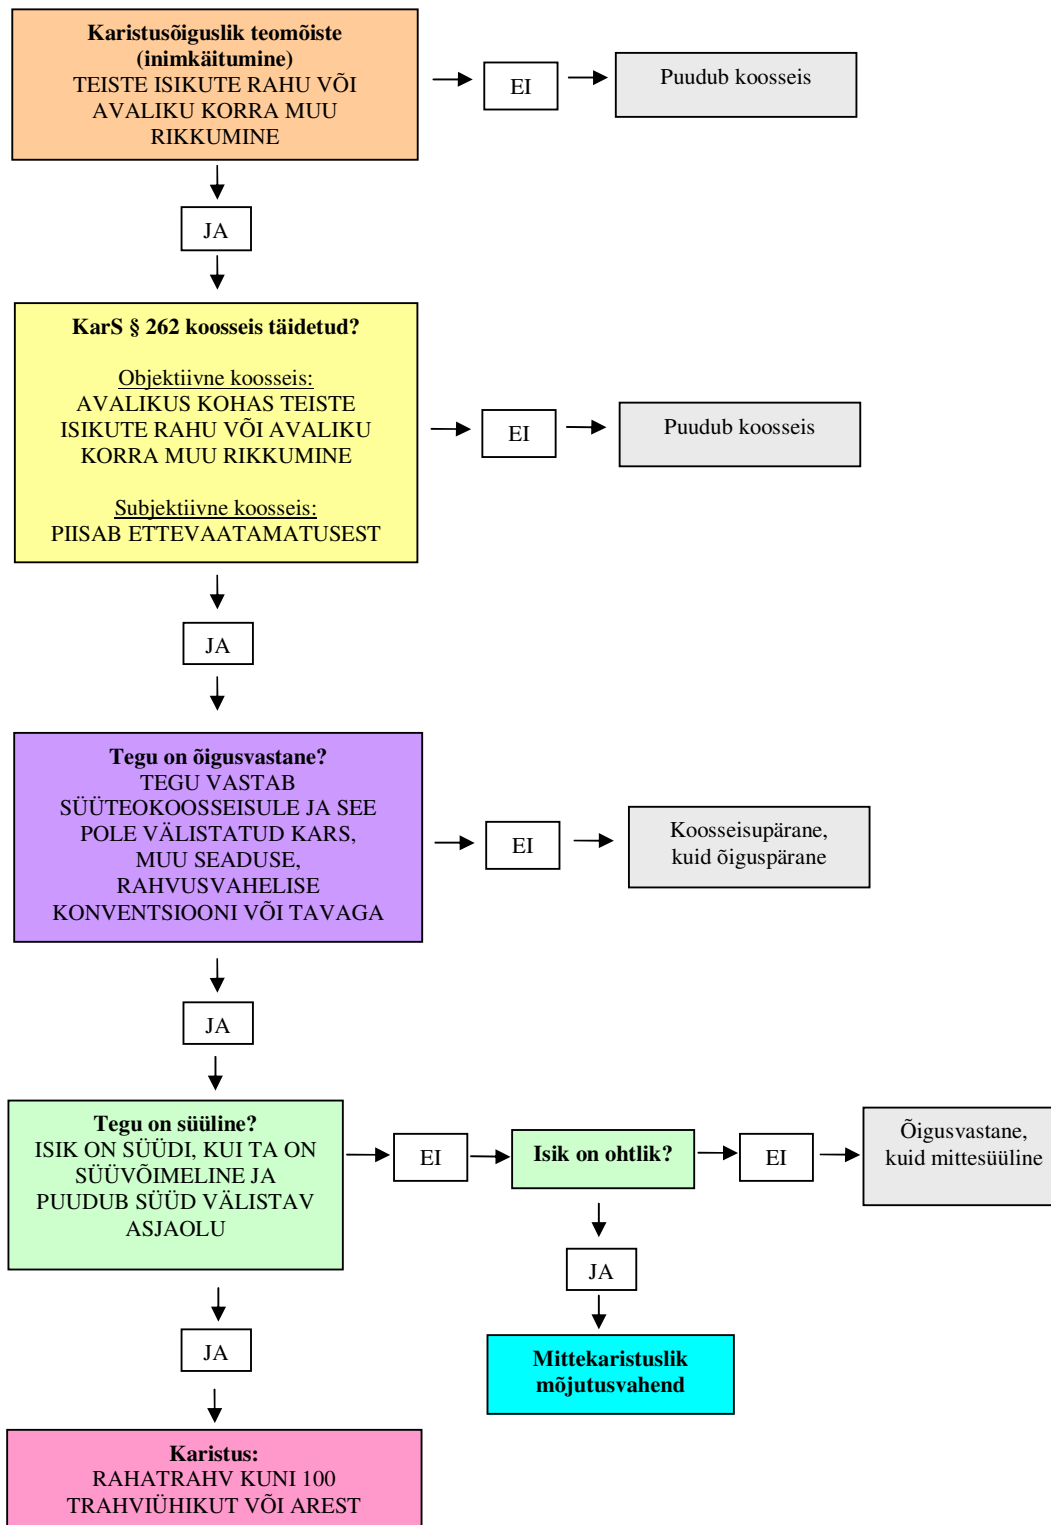 Karistusõiguslik teomõiste
(inimkäitumine)
TEISTE ISIKUTE RAHU VÕI
AVALIKU KORRA MUU
RIKKUMINE
EI
Puudub koosseis
JA
KarS § 262 koosseis täidetud?
Objektiivne koosseis:
AVALIKUS KOHAS TEISTE
ISIKUTE RAHU VÕI AVALIKU
KORRA MUU RIKKUMINE
Subjektiivne koosseis:
PIISAB ETTEVAATAMATUSEST
EI
Puudub koosseis
JA
Tegu on õigusvastane?
TEGU VASTAB
SÜÜTEOKOOSSEISULE JA SEE
POLE VÄLISTATUD KARS,
MUU SEADUSE,
RAHVUSVAHELISE
KONVENTSIOONI VÕI TAVAGA
EI
Koosseisupärane,
kuid õiguspärane
JA
Tegu on süüline?
ISIK ON SÜÜDI, KUI TA ON
SÜÜVÕIMELINE JA
PUUDUB SÜÜD VÄLISTAV
ASJAOLU
EI
Isik on ohtlik?
EI
Õigusvastane,
kuid mittesüüline
JA
Mittekaristuslik
mõjutusvahend
JA
Karistus:
RAHATRAHV KUNI 100
TRAHVIÜHIKUT VÕI AREST